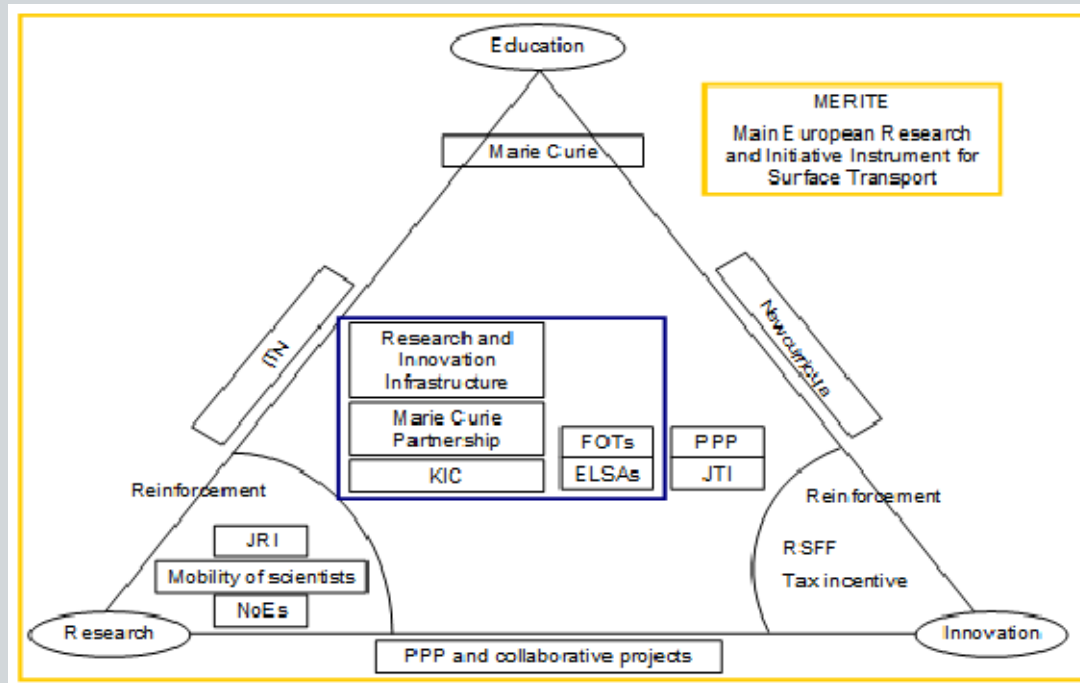 Education
MERITE
Main European Research
and Initiative Instrument for
Surface Transport
Marie Curie
ITN
Research and
Innovation
Infrastructure
Marie Curie
Partnership
KIC
FOTs
ELSAs
PPP
JTI
Reinforcement
JRI
Mobility of scientists
NoEs
Research
Reinforcement
RSFF
Tax incentive
Innovation
PPP and collaborative projects